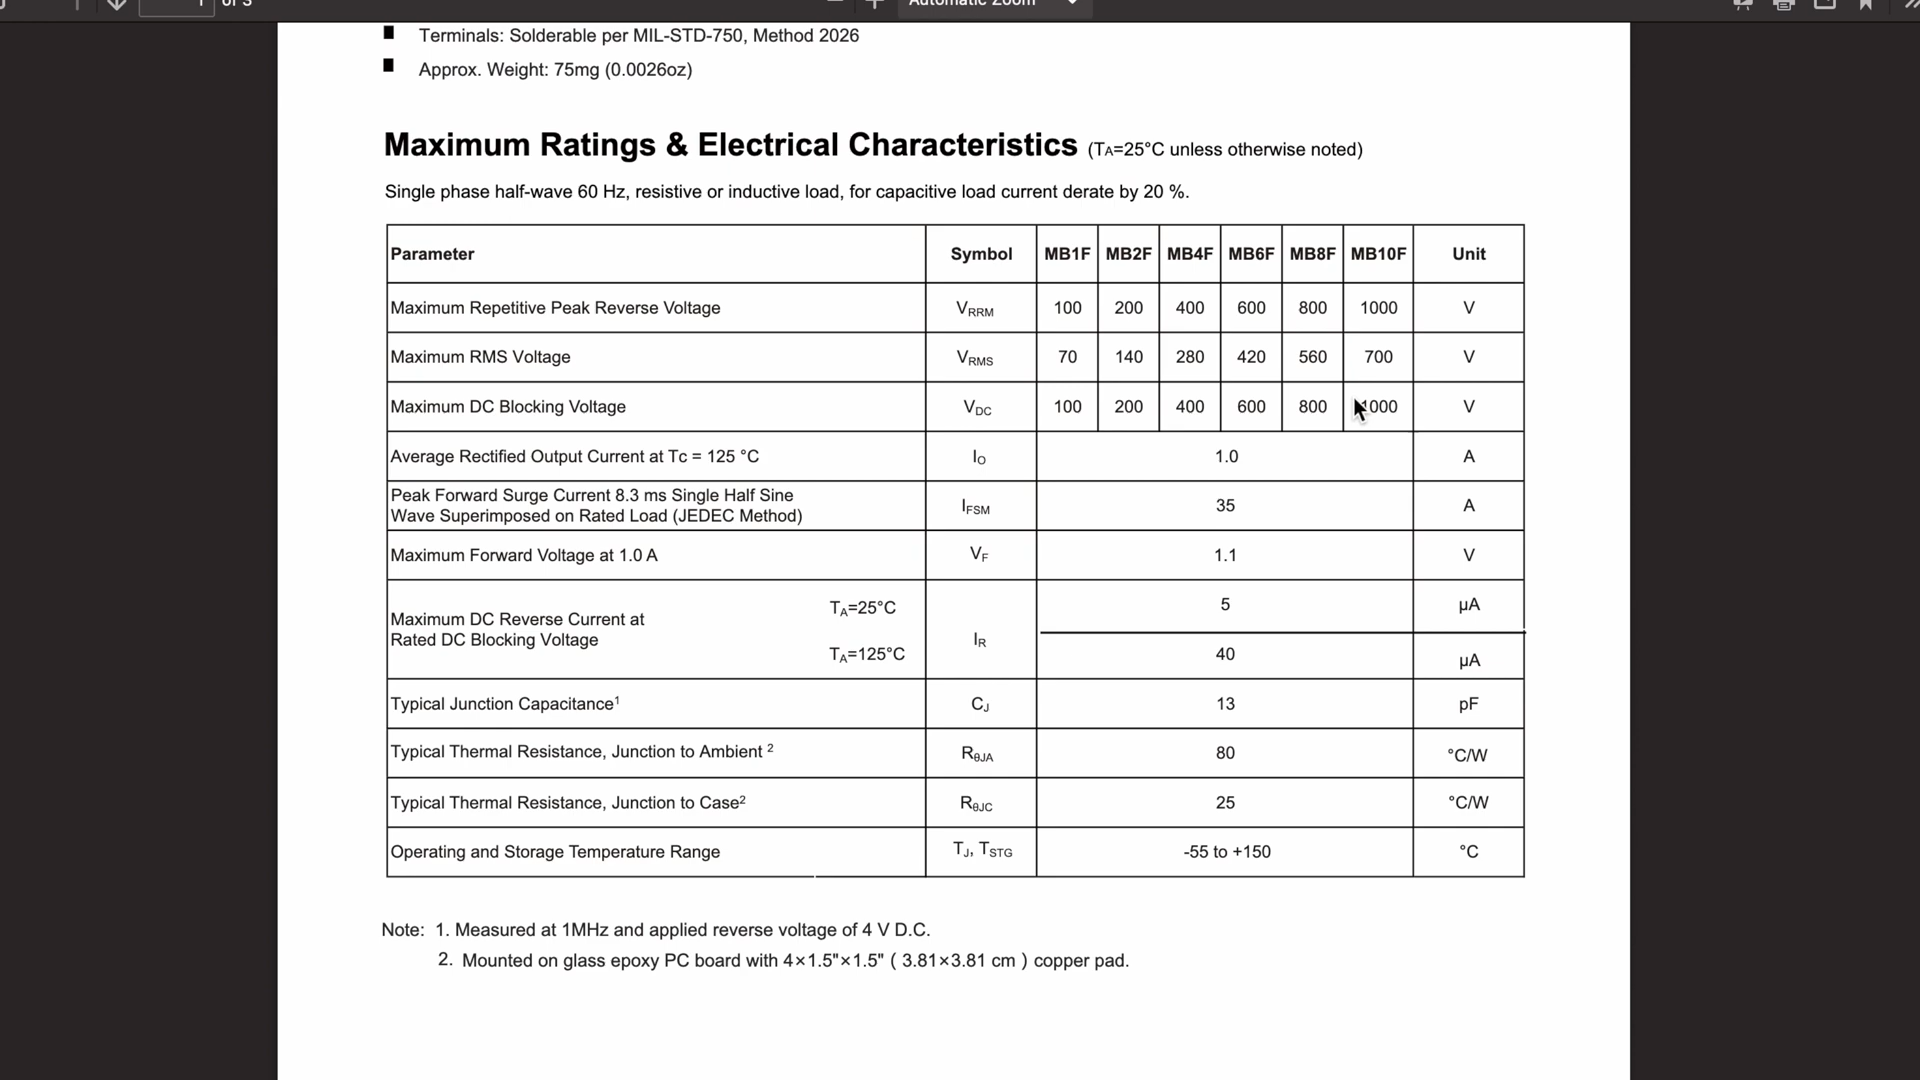 of 3
Automatic Zoom
Terminals: Solderable per MIL-STD-750, Method 2026
Approx. Weight: 75mg (0.0026oz)
Maximum Ratings & Electrical Characteristics (TA=25°C unless otherwise noted)
Single phase half-wave 60 Hz, resistive or inductive load, for capacitive load current derate by 20 %.
Parameter Symbol MB1F MB2F MB4F MB6F MB8F MB10F Unit
Maximum Repetitive Peak Reverse Voltage VRRM 100 200 400 600 800 1000 V
Maximum RMS Voltage VRMS 70 140 280 420 560 700 V
Maximum DC Blocking Voltage VDC 100 200 400 600 800 1000 V
Average Rectified Output Current at Tc = 125 °C IO 1.0 A
Peak Forward Surge Current 8.3 ms Single Half Sine
Wave Superimposed on Rated Load (JEDEC Method) IFSM 35 A
Maximum Forward Voltage at 1.0 A VF 1.1 V
Maximum DC Reverse Current at TA=25°C 5 µA
Rated DC Blocking Voltage TA=125°C IR 40 µA
Typical Junction Capacitance¹ CJ 13 pF
Typical Thermal Resistance, Junction to Ambient ² RθJA 80 °C/W
Typical Thermal Resistance, Junction to Case² RθJC 25 °C/W
Operating and Storage Temperature Range TJ, TSTG -55 to +150 °C
Note: 1. Measured at 1MHz and applied reverse voltage of 4 V D.C.
2. Mounted on glass epoxy PC board with 4×1.5"×1.5" ( 3.81×3.81 cm ) copper pad.